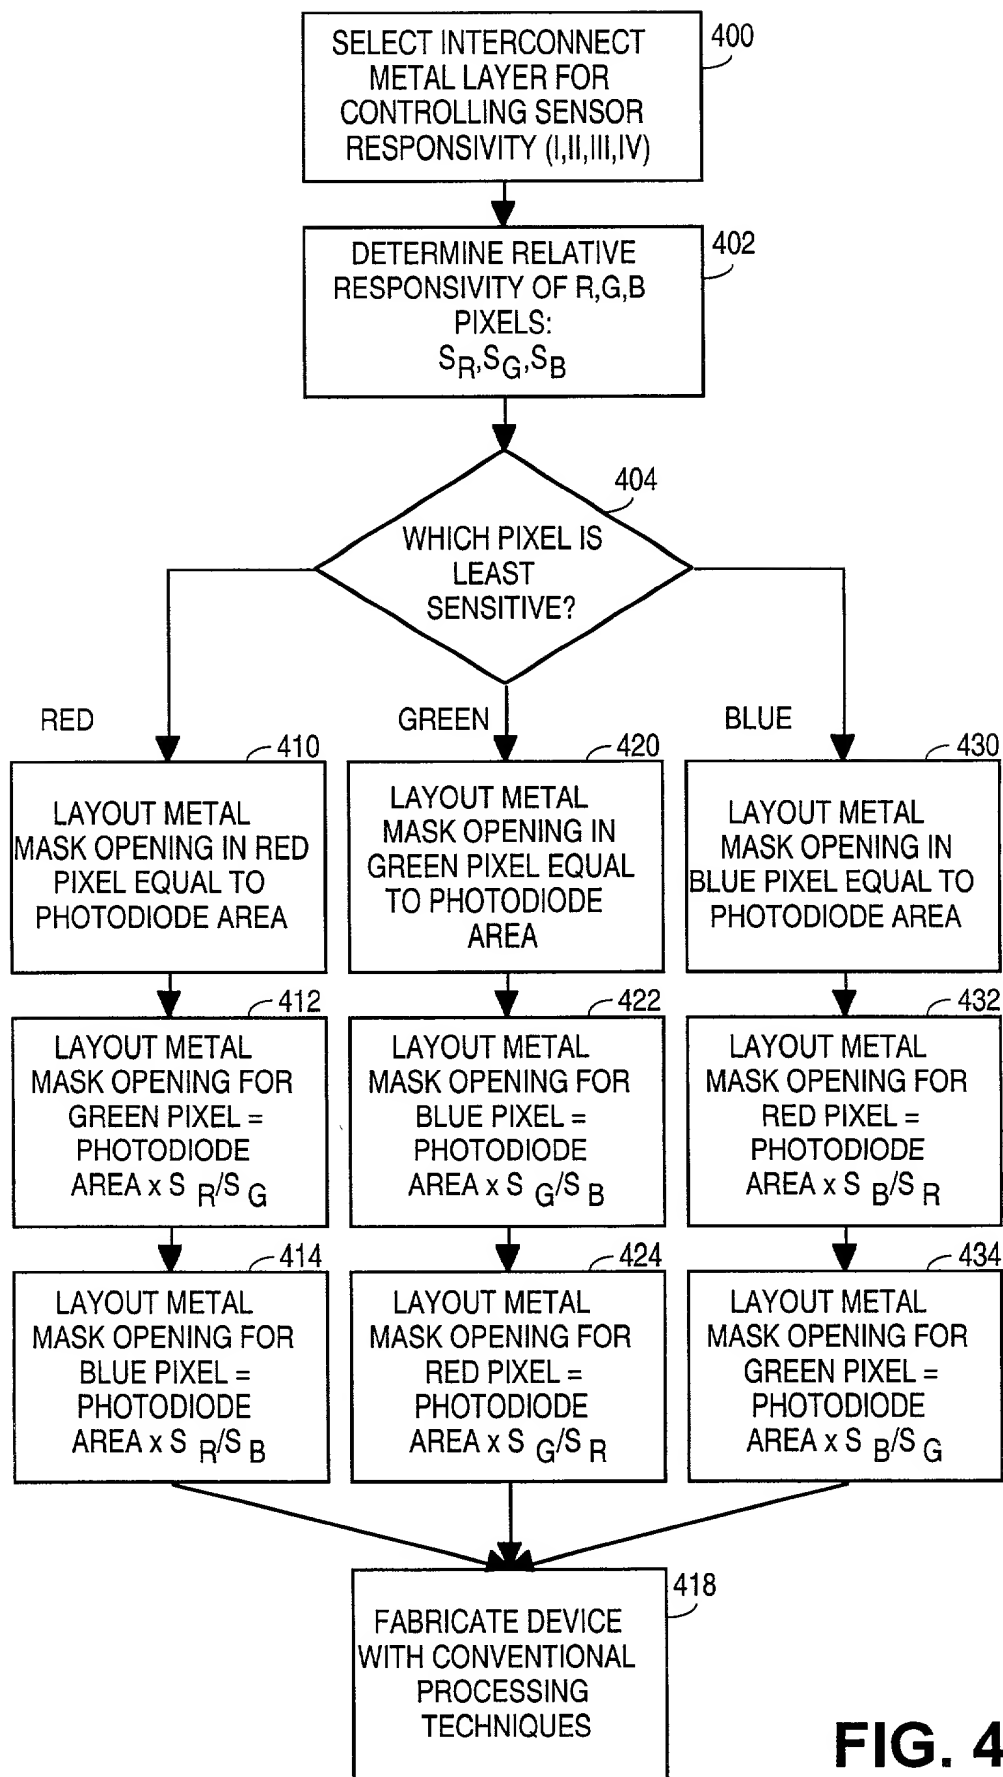 SELECT INTERCONNECT
METAL LAYER FOR
CONTROLLING SENSOR
RESPONSIVITY (I,II,III,IV)
400
DETERMINE RELATIVE
RESPONSIVITY OF R,G,B
PIXELS:
SR,SG,SB
402
WHICH PIXEL IS
LEAST
SENSITIVE?
404
RED
GREEN
BLUE
410
LAYOUT METAL
MASK OPENING IN RED
PIXEL EQUAL TO
PHOTODIODE AREA
420
LAYOUT METAL
MASK OPENING IN
GREEN PIXEL EQUAL
TO PHOTODIODE
AREA
430
LAYOUT METAL
MASK OPENING IN
BLUE PIXEL EQUAL TO
PHOTODIODE AREA
412
LAYOUT METAL
MASK OPENING FOR
GREEN PIXEL =
PHOTODIODE
AREA x S R/S G
422
LAYOUT METAL
MASK OPENING FOR
BLUE PIXEL =
PHOTODIODE
AREA x S G/S B
432
LAYOUT METAL
MASK OPENING FOR
RED PIXEL =
PHOTODIODE
AREA x S B/S R
414
LAYOUT METAL
MASK OPENING FOR
BLUE PIXEL =
PHOTODIODE
AREA x S R/S B
424
LAYOUT METAL
MASK OPENING FOR
RED PIXEL =
PHOTODIODE
AREA x S G/S R
434
LAYOUT METAL
MASK OPENING FOR
GREEN PIXEL =
PHOTODIODE
AREA x S B/S G
418
FABRICATE DEVICE
WITH CONVENTIONAL
PROCESSING
TECHNIQUES
FIG. 4